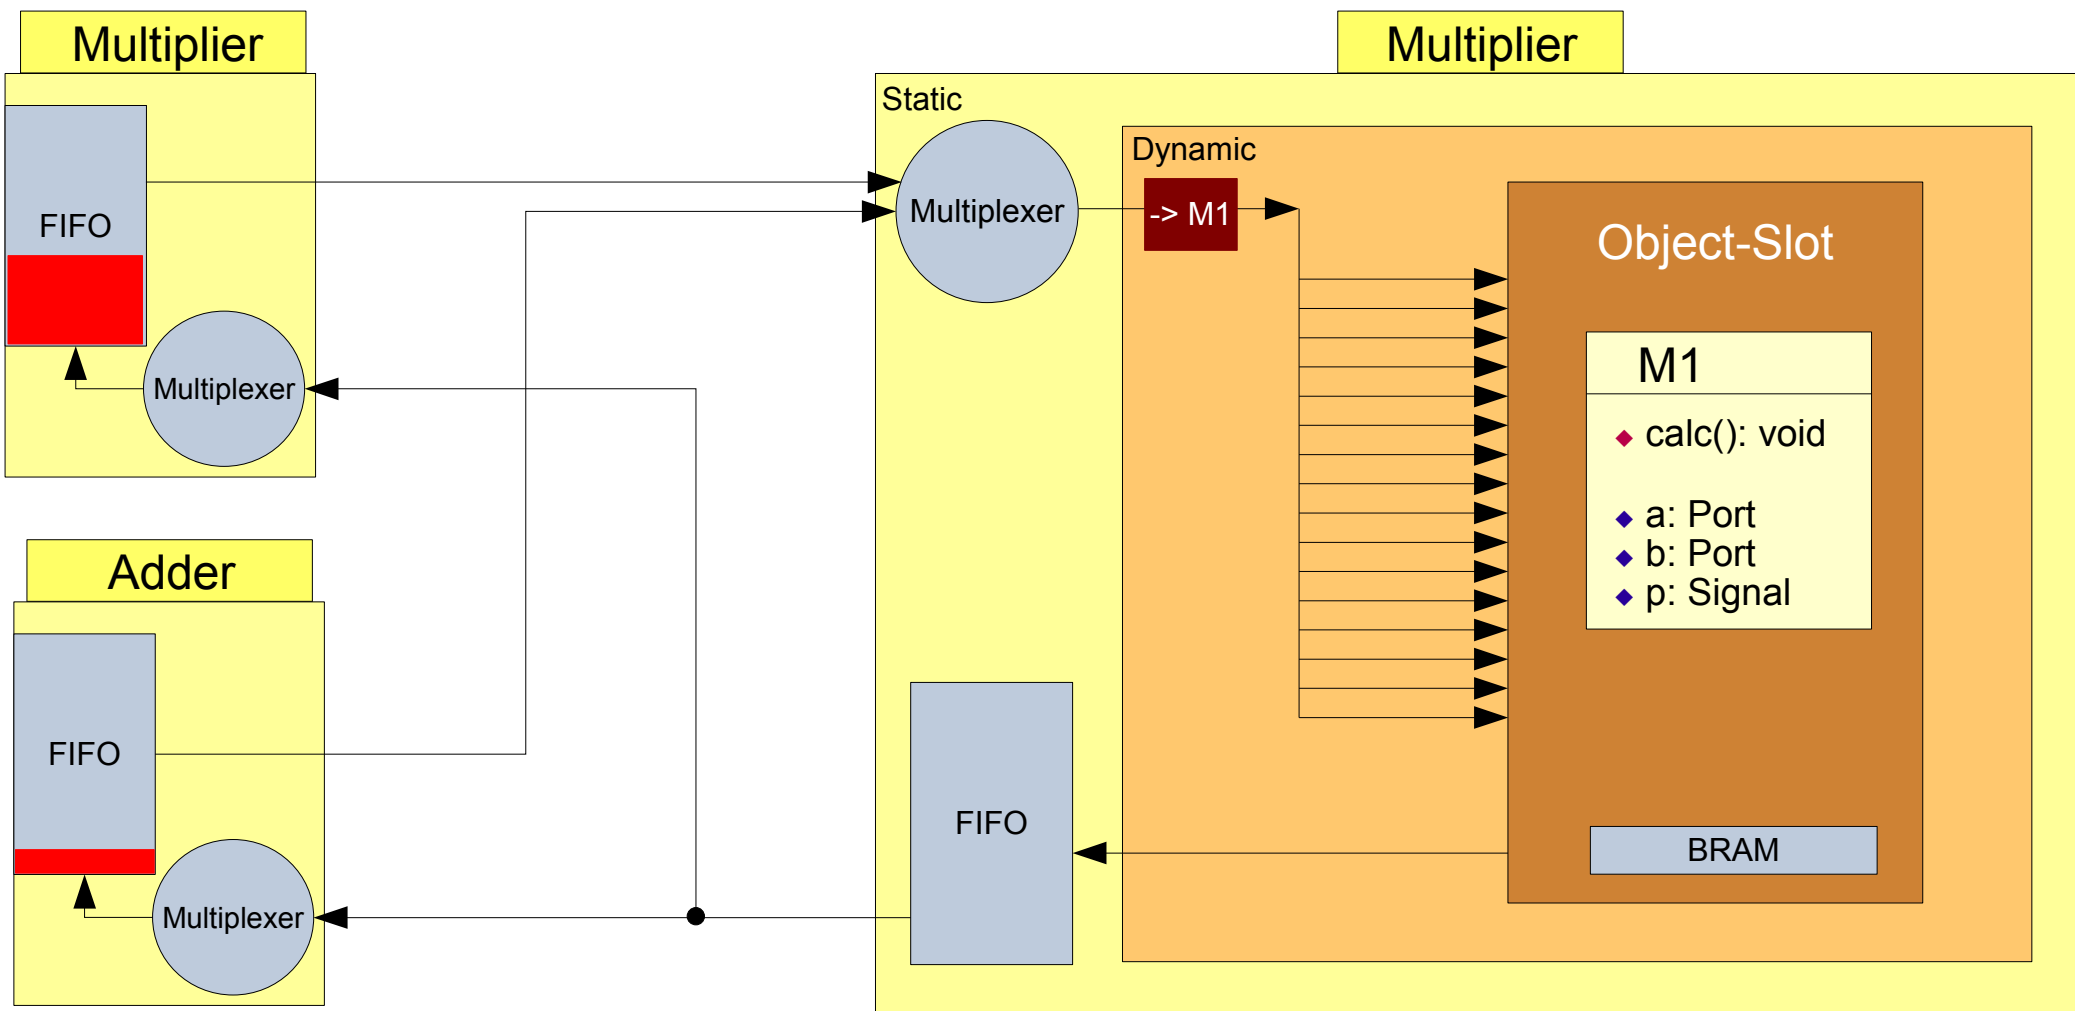 Multiplier
FIFO
Multiplexer
Adder
FIFO
Multiplexer
Multiplier
Static
Multiplexer
FIFO
Dynamic
-> M1
Object-Slot
M1
calc(): void
a: Port
b: Port
p: Signal
BRAM